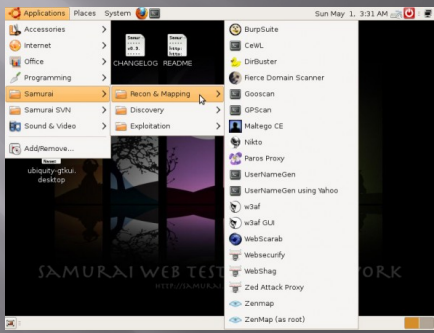 Applications Places System
Sun May 1, 3:31 AM
Accessories
Internet
Office
Programming
Samurai
Samurai SVN
Sound & Video
Add/Remove...
Recon & Mapping
Discovery
Exploitation
BurpSuite
CeWL
DirBuster
Fierce Domain Scanner
Gooscan
GPScan
Maltego CE
Nikto
Paros Proxy
UserNameGen
UserNameGen using Yahoo
w3af
w3af GUI
WebScarab
Websecurify
WebShag
Zed Attack Proxy
Zenmap
ZenMap (as root)
CHANGELOG README
ubiquity-gtkui.
desktop
SAMURAI WEB TEST
ORK
HTTP://SAMURAI